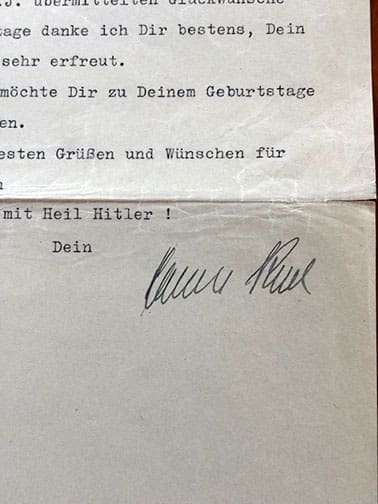 .J. übermittelten Glückwünsche
tage danke ich Dir bestens, Dein
sehr erfreut.
möchte Dir zu Deinem Geburtstage
en.
esten Grüßen und Wünschen für
mit Heil Hitler !
Dein